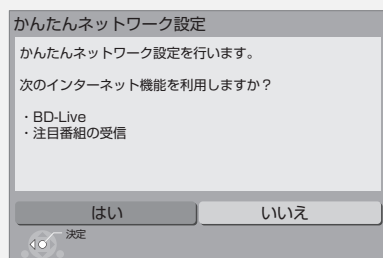 かんたんネットワーク設定
かんたんネットワーク設定を行います。
次のインターネット機能を利用しますか？
・BD-Live
・注目番組の受信
はい
いいえ
決定